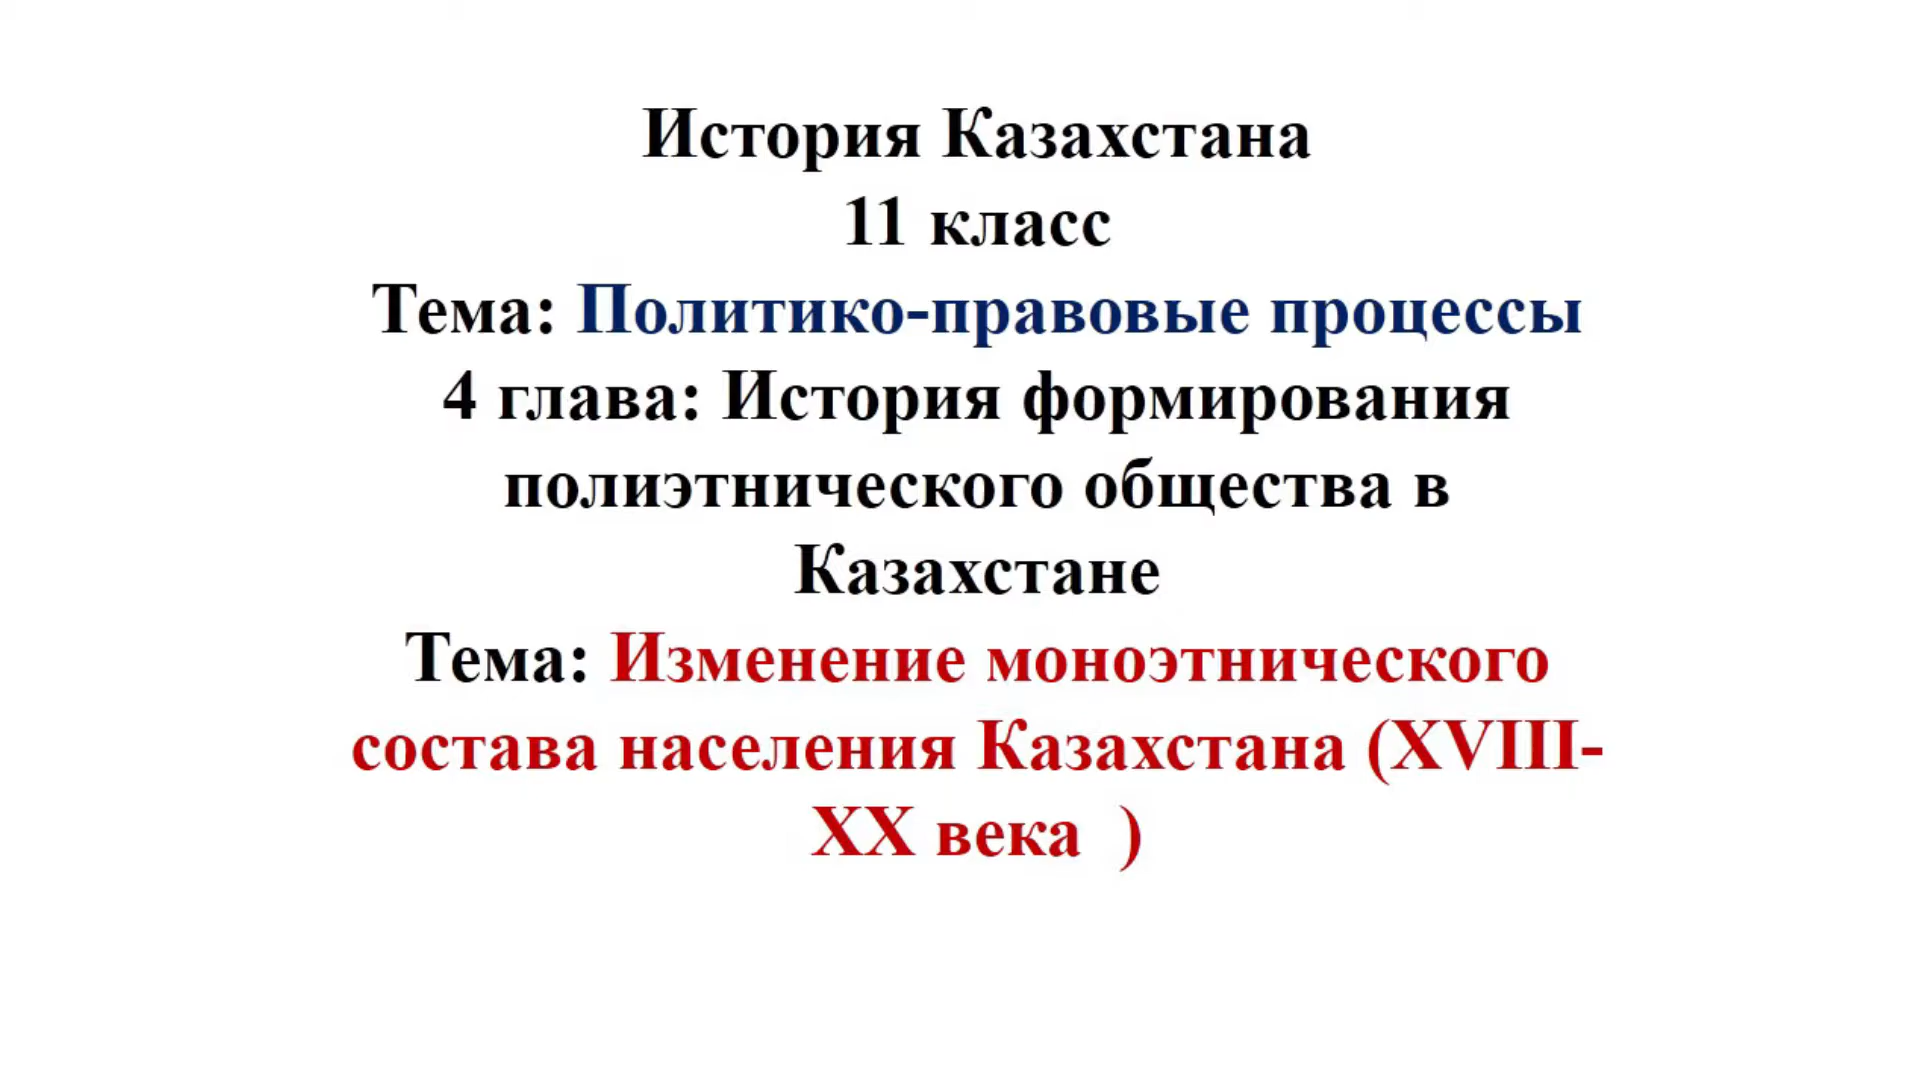 История Казахстана
11 класс
Тема: Политико-правовые процессы
4 глава: История формирования
полиэтнического общества в
Казахстане
Тема: Изменение моноэтнического
состава населения Казахстана (XVIII-
XX века  )